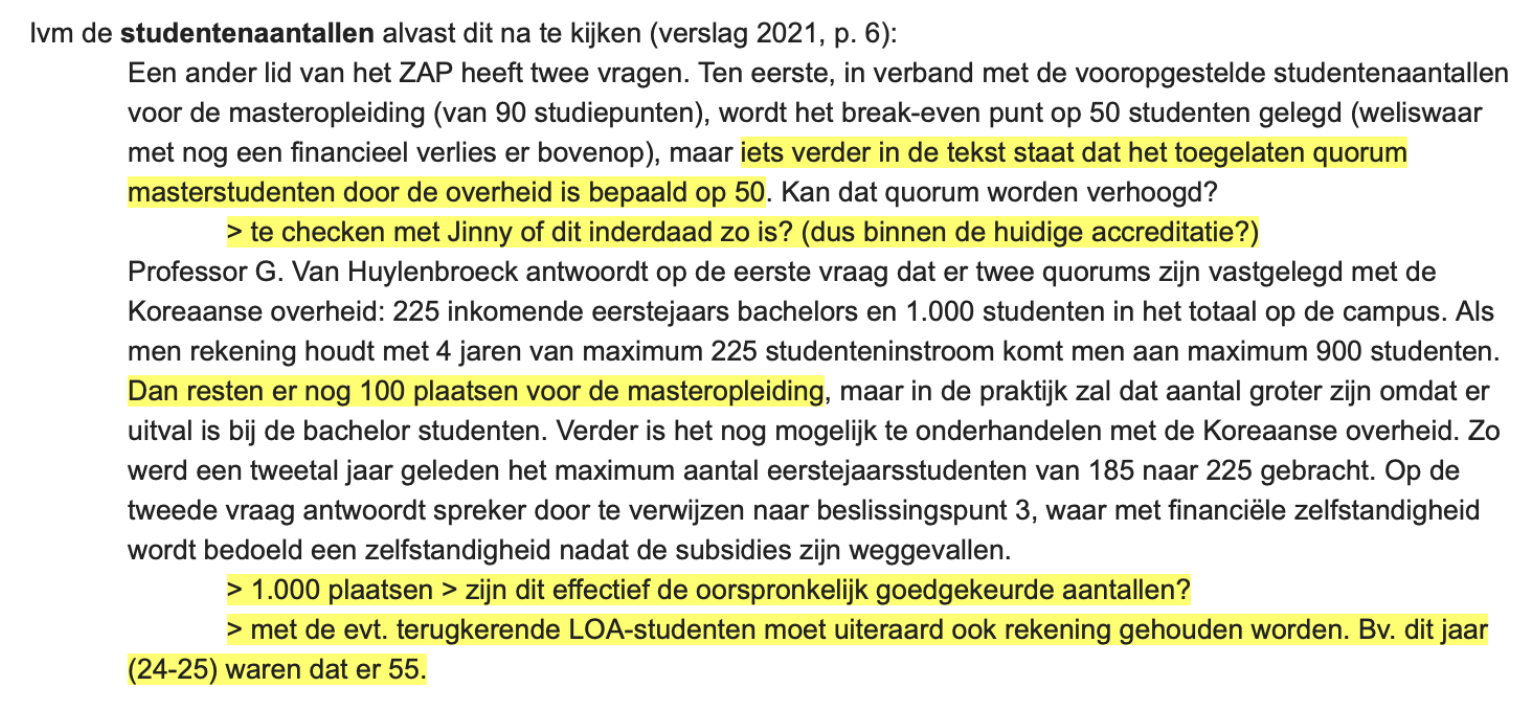 Ivm de studentenaantallen alvast dit na te kijken (verslag 2021, p. 6):
Een ander lid van het ZAP heeft twee vragen. Ten eerste, in verband met de vooropgestelde studentenaantallen
voor de masteropleiding (van 90 studiepunten), wordt het break-even punt op 50 studenten gelegd (weliswaar
met nog een financieel verlies er bovenop), maar iets verder in de tekst staat dat het toegelaten quorum
masterstudenten door de overheid is bepaald op 50. Kan dat quorum worden verhoogd?
> te checken met Jinny of dit inderdaad zo is? (dus binnen de huidige accreditatie?)
Professor G. Van Huylenbroeck antwoordt op de eerste vraag dat er twee quorums zijn vastgelegd met de
Koreaanse overheid: 225 inkomende eerstejaars bachelors en 1.000 studenten in het totaal op de campus. Als
men rekening houdt met 4 jaren van maximum 225 studenteninstroom komt men aan maximum 900 studenten.
Dan resten er nog 100 plaatsen voor de masteropleiding, maar in de praktijk zal dat aantal groter zijn omdat er
uitval is bij de bachelor studenten. Verder is het nog mogelijk te onderhandelen met de Koreaanse overheid. Zo
werd een tweetal jaar geleden het maximum aantal eerstejaarsstudenten van 185 naar 225 gebracht. Op de
tweede vraag antwoordt spreker door te verwijzen naar beslissingspunt 3, waar met financiële zelfstandigheid
wordt bedoeld een zelfstandigheid nadat de subsidies zijn weggevallen.
> 1.000 plaatsen > zijn dit effectief de oorspronkelijk goedgekeurde aantallen?
> met de evt. terugkerende LOA-studenten moet uiteraard ook rekening gehouden worden. Bv. dit jaar
(24-25) waren dat er 55.